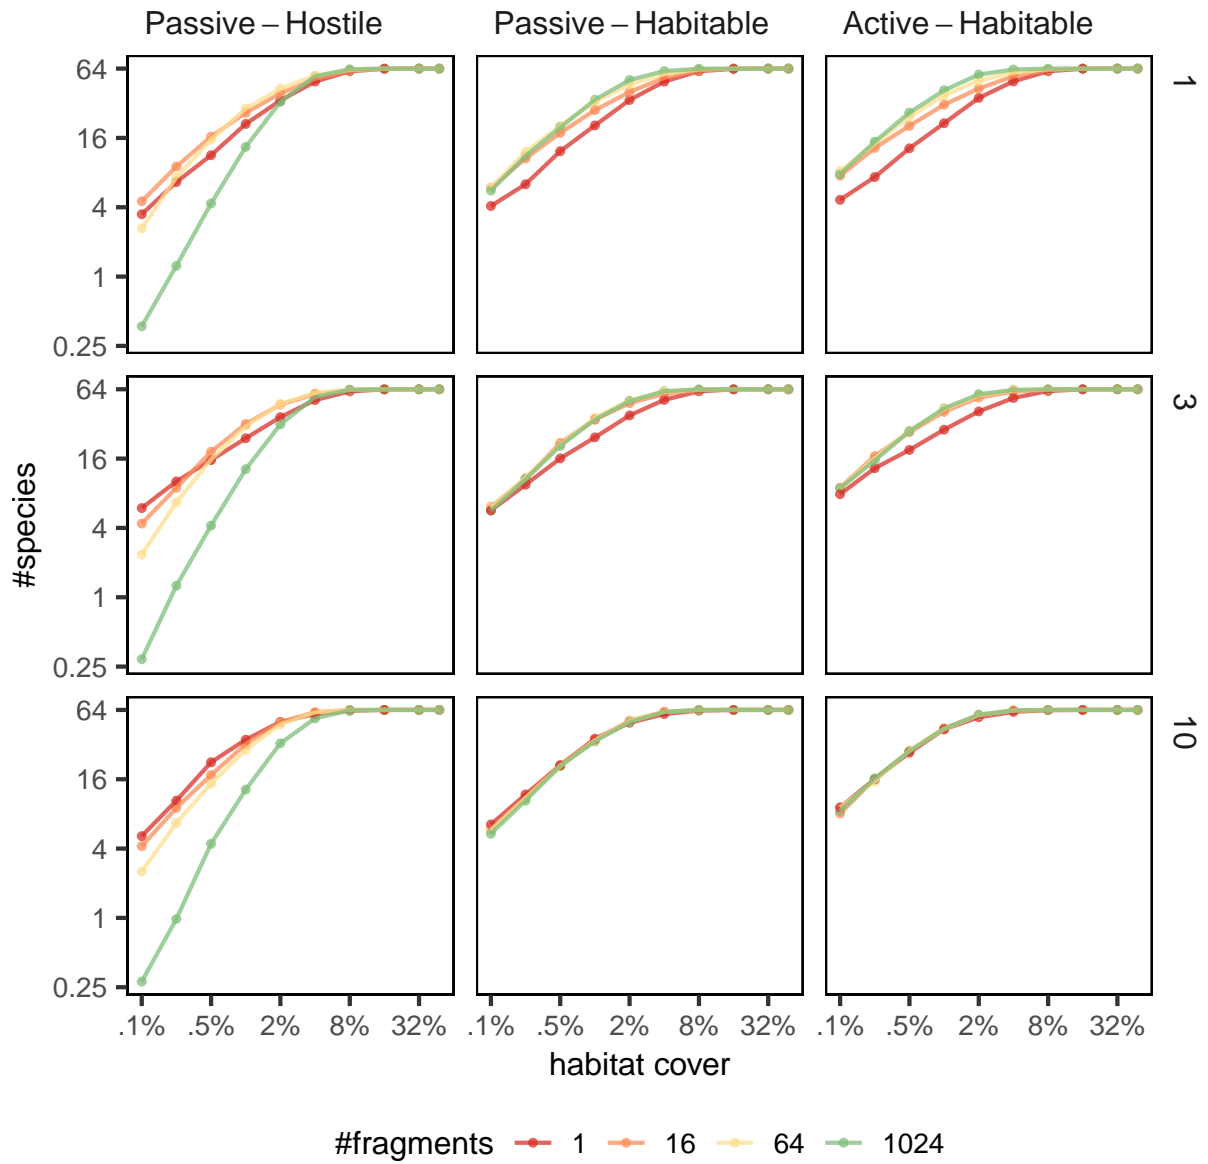 Passive – Hostile
Passive – Habitable
Active – Habitable
64
16
4
1
0.25
1
64
16
4
1
0.25
3
64
16
4
1
0.25
10
#species
.1% .5% 2% 8% 32%
.1% .5% 2% 8% 32%
.1% .5% 2% 8% 32%
habitat cover
#fragments 1 16 64 1024